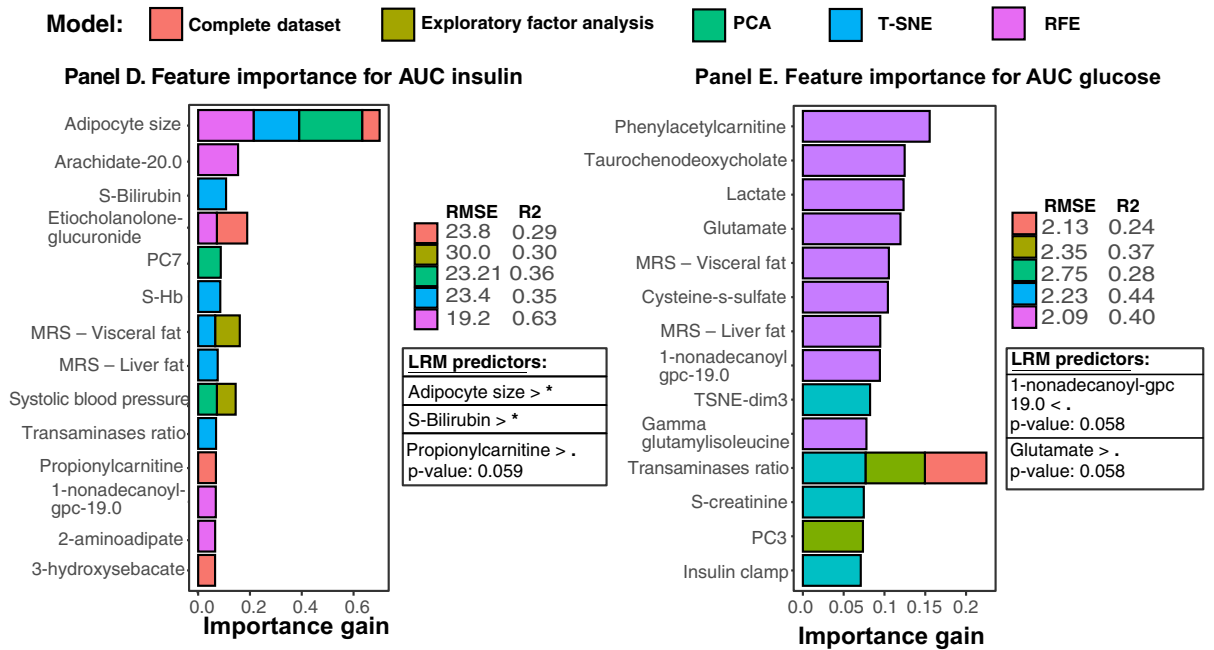 Model: Complete dataset Exploratory factor analysis PCA T-SNE RFE
Panel D. Feature importance for AUC insulin
Adipocyte size
Arachidate-20.0
S-Bilirubin
Etiocholanolone-
glucuronide
PC7
S-Hb
MRS – Visceral fat
MRS – Liver fat
Systolic blood pressure
Transaminases ratio
Propionylcarnitine
1-nonadecanoyl-
gpc-19.0
2-aminoadipate
3-hydroxysebacate
0.0 0.2 0.4 0.6
Importance gain
RMSE R2
23.8 0.29
30.0 0.30
23.21 0.36
23.4 0.35
19.2 0.63
LRM predictors:
Adipocyte size > *
S-Bilirubin > *
Propionylcarnitine > .
p-value: 0.059
Panel E. Feature importance for AUC glucose
Phenylacetylcarnitine
Taurochenodeoxycholate
Lactate
Glutamate
MRS – Visceral fat
Cysteine-s-sulfate
MRS – Liver fat
1-nonadecanoyl
gpc-19.0
TSNE-dim3
Gamma
glutamylisoleucine
Transaminases ratio
S-creatinine
PC3
Insulin clamp
0.0 0.05 0.1 0.15 0.2
Importance gain
RMSE R2
2.13 0.24
2.35 0.37
2.75 0.28
2.23 0.44
2.09 0.40
LRM predictors:
1-nonadecanoyl-gpc
19.0 < .
p-value: 0.058
Glutamate > .
p-value: 0.058